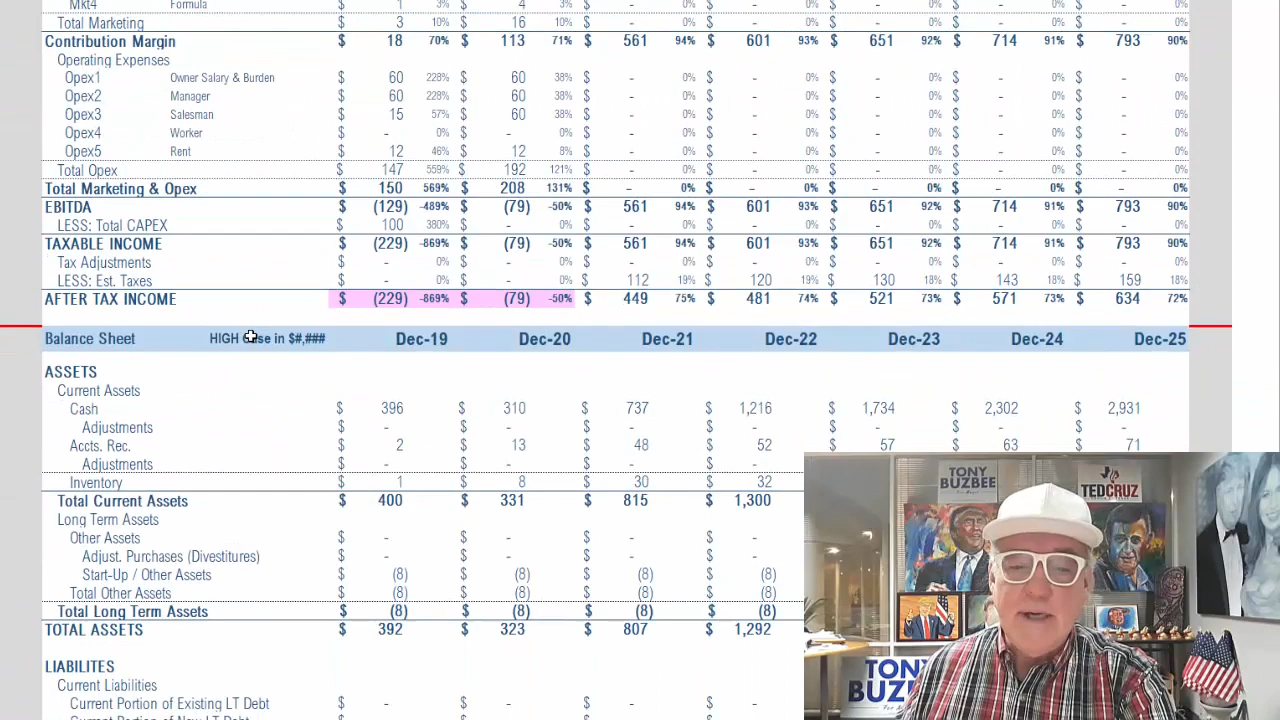 Mkt4 Formula $ 1 3% $ 4 3% $ - 0% $ - 0% $ - 0% $ - 0% $ - 0%
Total Marketing $ 3 10% $ 16 10% $ - 0% $ - 0% $ - 0% $ - 0% $ - 0%
Contribution Margin $ 18 70% $ 113 71% $ 561 94% $ 601 93% $ 651 92% $ 714 91% $ 793 90%
Operating Expenses
Opex1 Owner Salary & Burden $ 60 228% $ 60 38% $ - 0% $ - 0% $ - 0% $ - 0% $ - 0%
Opex2 Manager $ 60 228% $ 60 38% $ - 0% $ - 0% $ - 0% $ - 0% $ - 0%
Opex3 Salesman $ 15 57% $ 60 38% $ - 0% $ - 0% $ - 0% $ - 0% $ - 0%
Opex4 Worker $ - 0% $ - 0% $ - 0% $ - 0% $ - 0% $ - 0% $ - 0%
Opex5 Rent $ 12 46% $ 12 8% $ - 0% $ - 0% $ - 0% $ - 0% $ - 0%
Total Opex $ 147 559% $ 192 121% $ - 0% $ - 0% $ - 0% $ - 0% $ - 0%
Total Marketing & Opex $ 150 569% $ 208 131% $ - 0% $ - 0% $ - 0% $ - 0% $ - 0%
EBITDA $ (129) -489% $ (79) -50% $ 561 94% $ 601 93% $ 651 92% $ 714 91% $ 793 90%
LESS: Total CAPEX $ 100 380% $ - 0% $ - 0% $ - 0% $ - 0% $ - 0% $ - 0%
TAXABLE INCOME $ (229) -869% $ (79) -50% $ 561 94% $ 601 93% $ 651 92% $ 714 91% $ 793 90%
Tax Adjustments $ - 0% $ - 0% $ - 0% $ - 0% $ - 0% $ - 0% $ - 0%
LESS: Est. Taxes $ - 0% $ - 0% $ 112 19% $ 120 19% $ 130 18% $ 143 18% $ 159 18%
AFTER TAX INCOME $ (229) -869% $ (79) -50% $ 449 75% $ 481 74% $ 521 73% $ 571 73% $ 634 72%
Balance Sheet HIGH in $#,### Dec-19 Dec-20 Dec-21 Dec-22 Dec-23 Dec-24 Dec-25
ASSETS
Current Assets
Cash $ 396 $ 310 $ 737 $ 1,216 $ 1,734 $ 2,302 $ 2,931
Adjustments $ - $ - $ - $ - $ - $ - $ -
Accts. Rec. $ 2 $ 13 $ 48 $ 52 $ 57 $ 63 $ 71
Adjustments $ - $ - $ - $ -
Inventory $ 1 $ 8 $ 30 $ 32
Total Current Assets $ 400 $ 331 $ 815 $ 1,300
Long Term Assets
Other Assets $ - $ - $ - $ -
Adjust. Purchases (Divestitures) $ - $ - $ - $ -
Start-Up / Other Assets $ (8) $ (8) $ (8) $ (8)
Total Other Assets $ (8) $ (8) $ (8) $ (8)
Total Long Term Assets $ (8) $ (8) $ (8) $ (8)
TOTAL ASSETS $ 392 $ 323 $ 807 $ 1,292
LIABILITES
Current Liabilities
Current Portion of Existing LT Debt $ - $ - $ - $ -
Current Portion of New LT Debt
TONY
BUZBEE
TED CRUZ
TON
BUZ